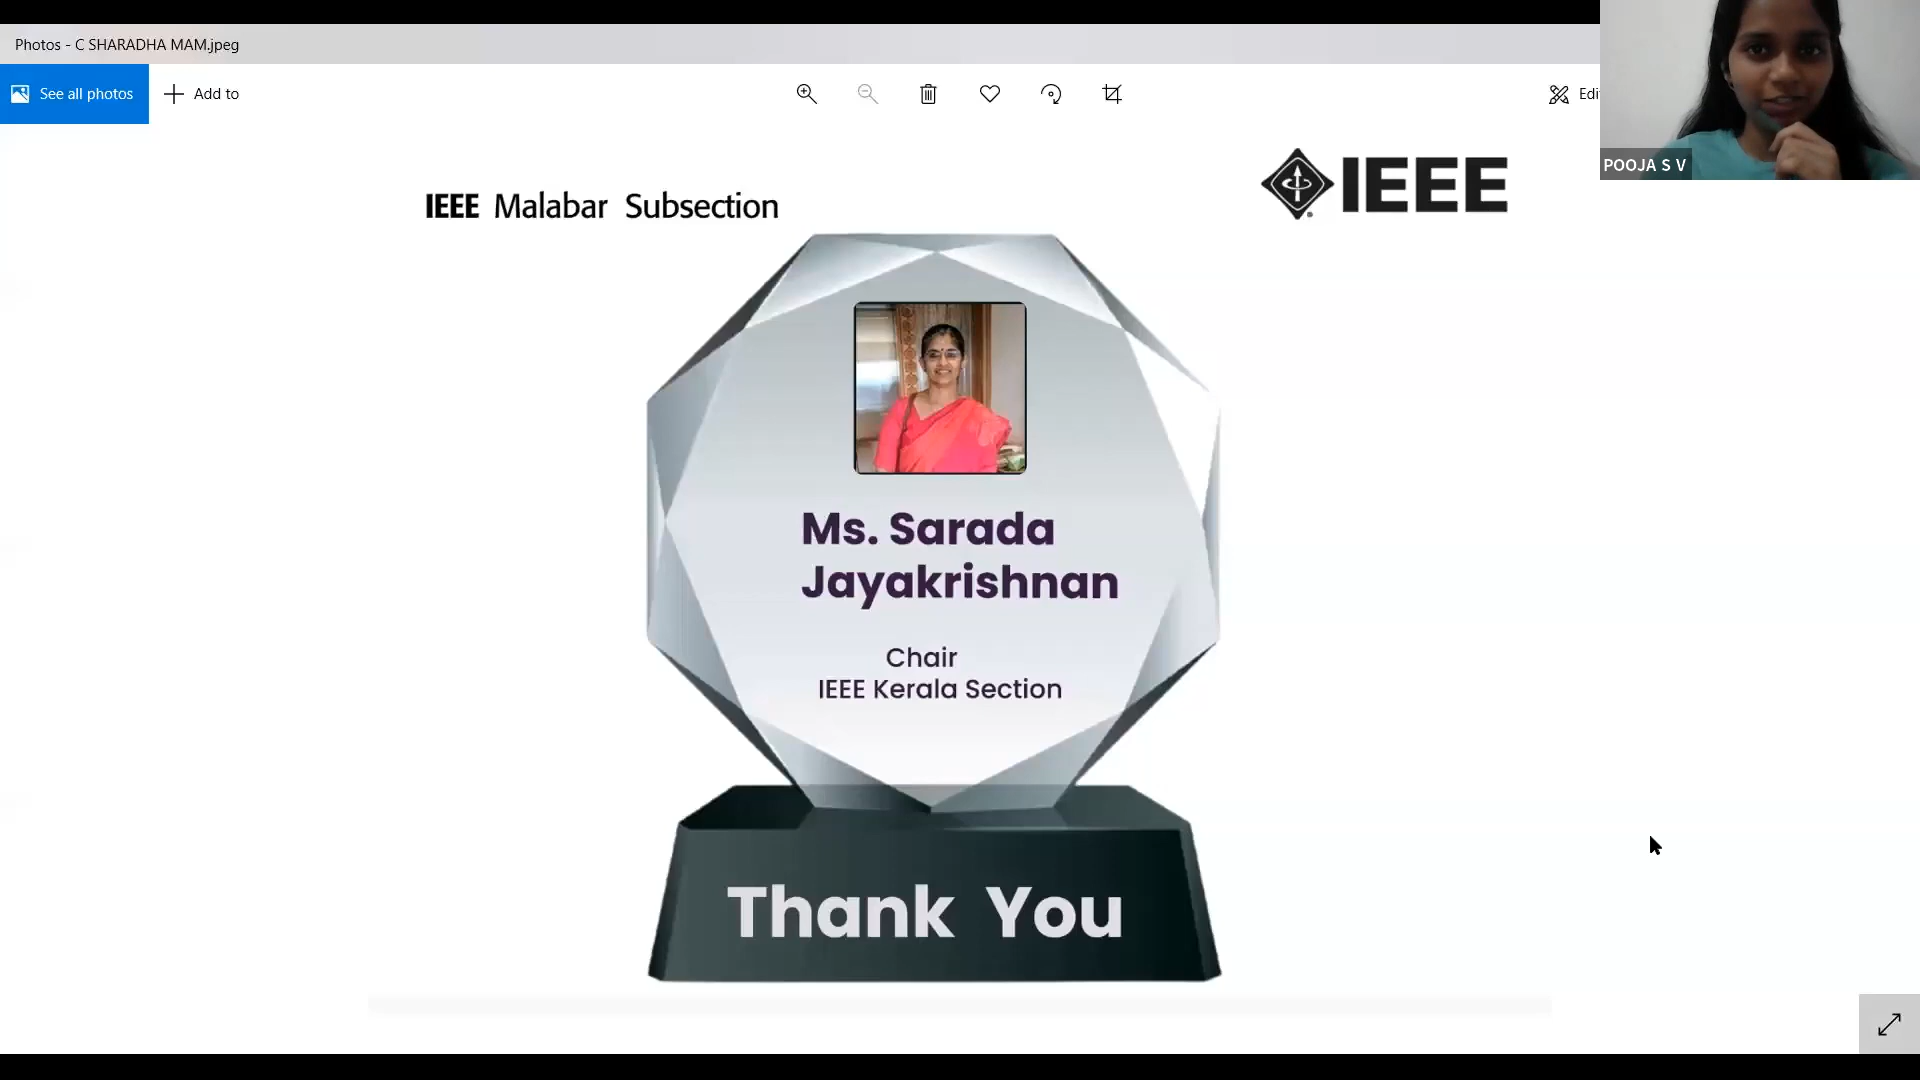 Photos - C SHARADHA MAM.jpeg
See all photos
Add to
Edi
POOJA S V
IEEE Malabar Subsection
IEEE
Ms. Sarada
Jayakrishnan
Chair
IEEE Kerala Section
Thank You